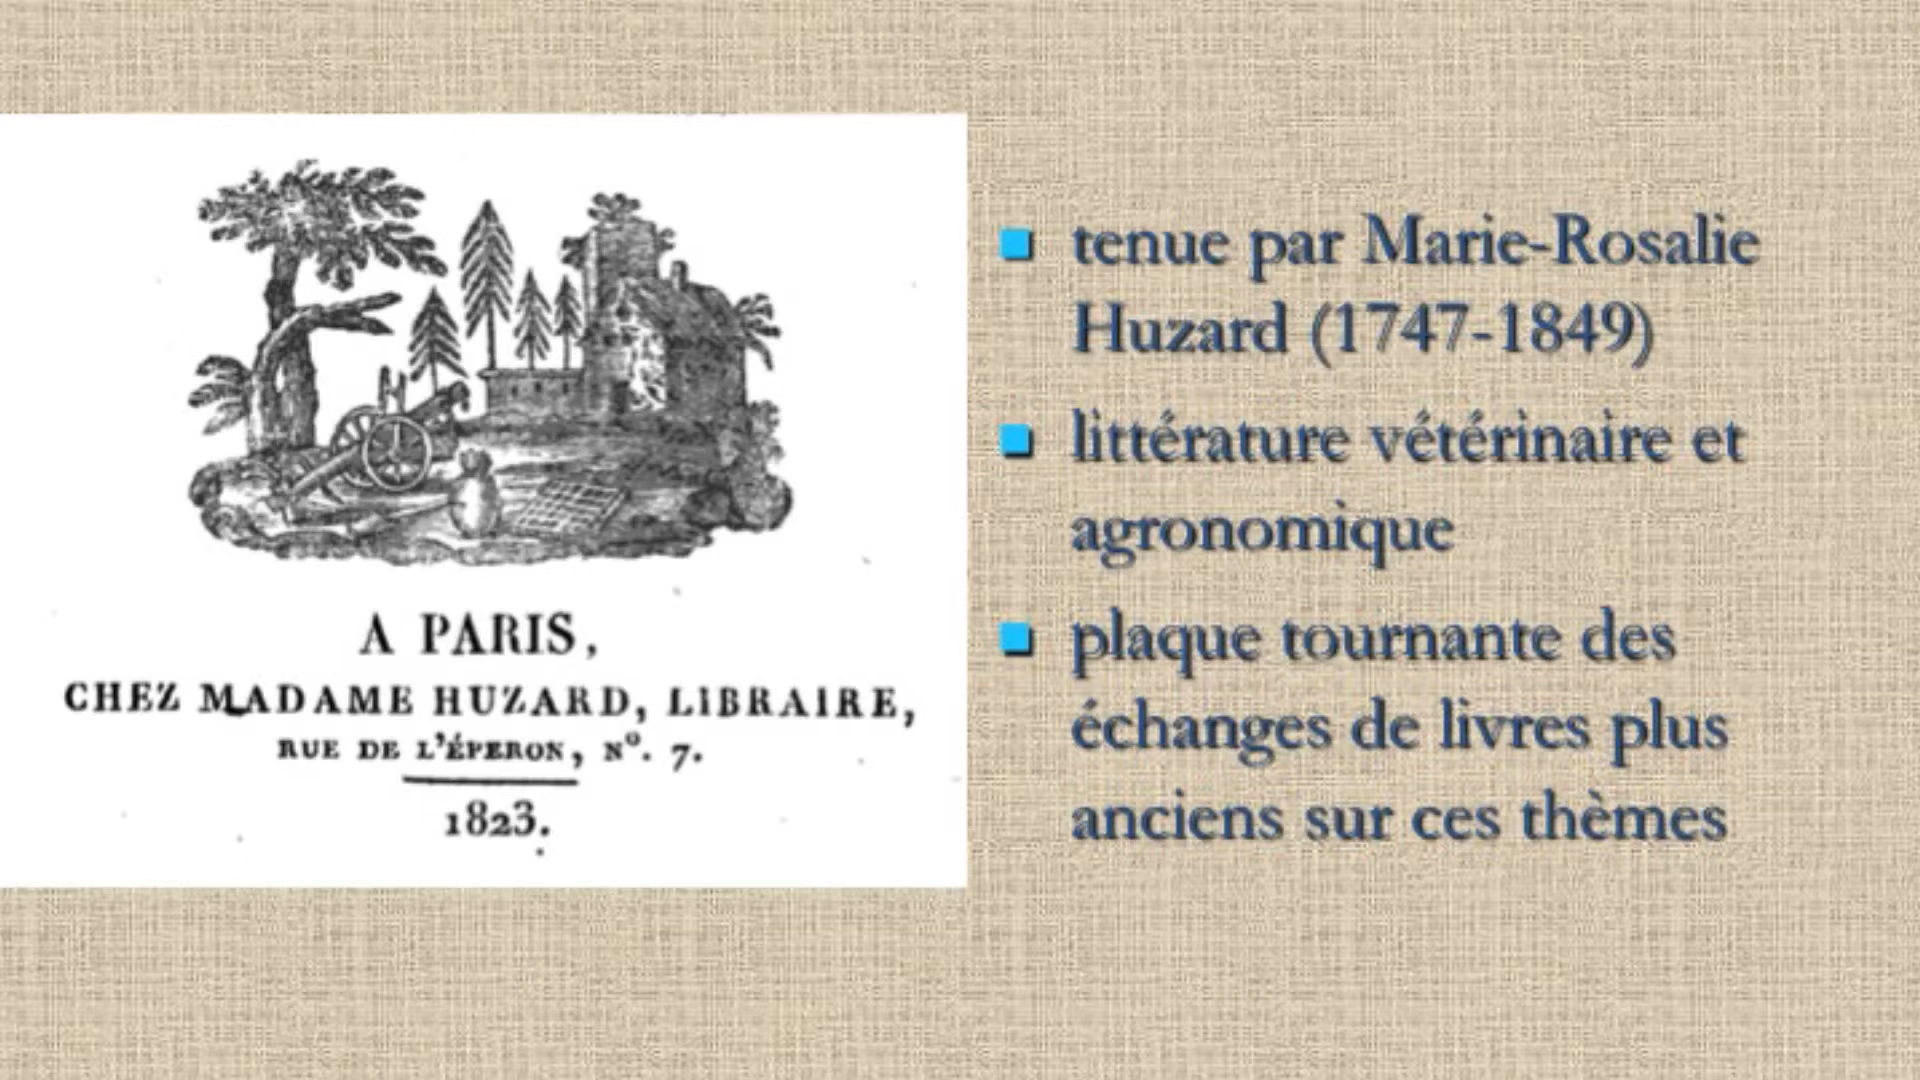 A PARIS,
CHEZ MADAME HUZARD, LIBRAIRE,
RUE DE L'ÉPERON, N°. 7.
1823.
tenue par Marie-Rosalie
Huzard (1747-1849)
littérature vétérinaire et
agronomique
plaque tournante des
échanges de livres plus
anciens sur ces thèmes